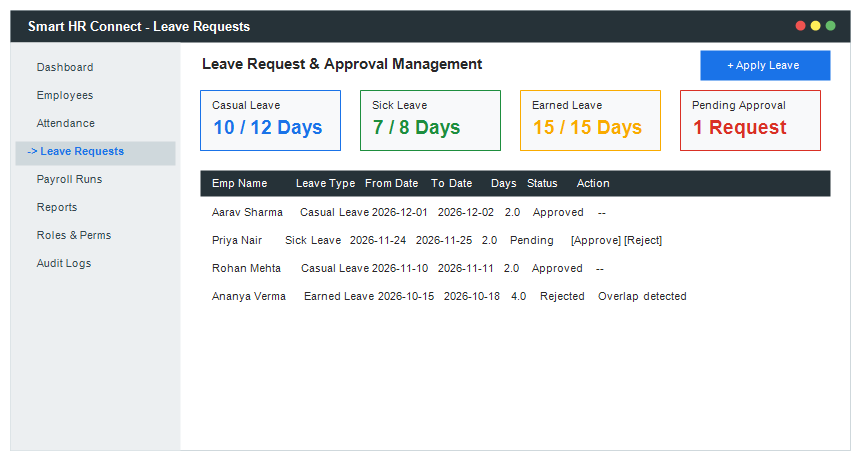 Smart HR Connect - Leave Requests
Dashboard
Employees
Attendance
-> Leave Requests
Payroll Runs
Reports
Roles & Perms
Audit Logs
Leave Request & Approval Management
+ Apply Leave
Casual Leave
10 / 12 Days
Sick Leave
7 / 8 Days
Earned Leave
15 / 15 Days
Pending Approval
1 Request
Emp Name Leave Type From Date To Date Days Status Action
Aarav Sharma Casual Leave 2026-12-01 2026-12-02 2.0 Approved --
Priya Nair Sick Leave 2026-11-24 2026-11-25 2.0 Pending [Approve] [Reject]
Rohan Mehta Casual Leave 2026-11-10 2026-11-11 2.0 Approved --
Ananya Verma Earned Leave 2026-10-15 2026-10-18 4.0 Rejected Overlap detected